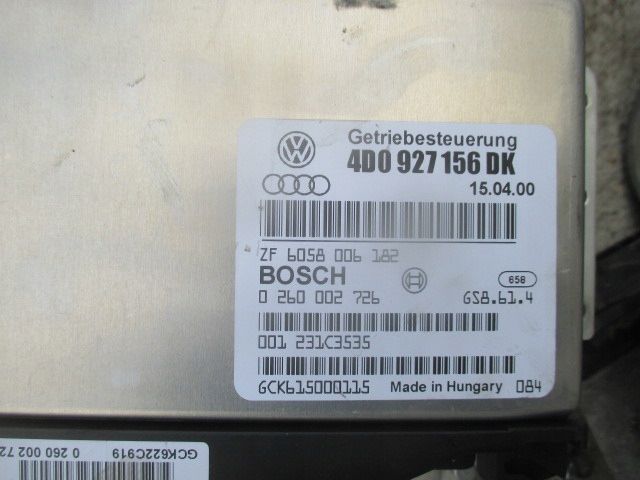 Getriebesteuerung
4D0 927 156 DK
15.04.00
ZF 6058 006 182
BOSCH
658
0 260 002 726
GS8.61.4
001 231C3535
GCK615000115
Made in Hungary
084
GCK622C919
0 260 002 72